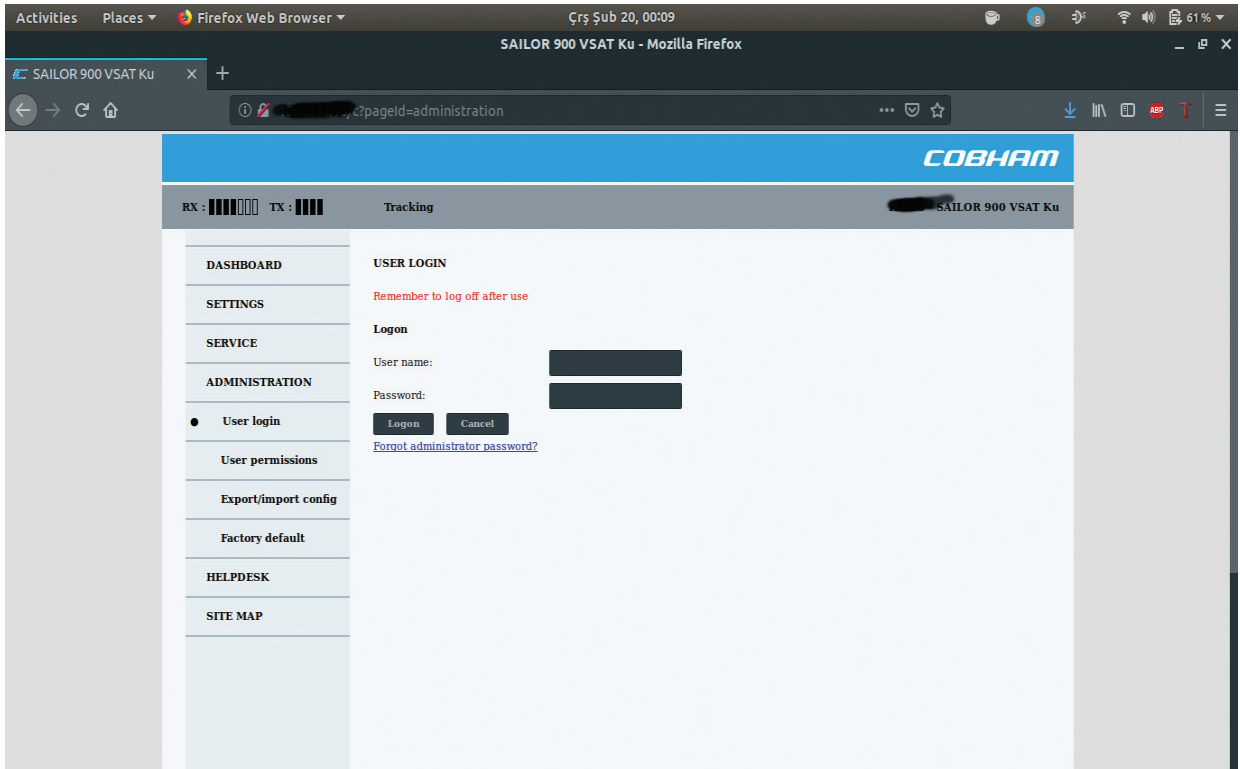 Activities Places Firefox Web Browser Çrş Şub 20, 00:09 8 61 %
SAILOR 900 VSAT Ku - Mozilla Firefox
SAILOR 900 VSAT Ku
c?pageId=administration ABP
COBHAM
RX : TX : Tracking SAILOR 900 VSAT Ku
DASHBOARD
SETTINGS
SERVICE
ADMINISTRATION
User login
User permissions
Export/import config
Factory default
HELPDESK
SITE MAP
USER LOGIN
Remember to log off after use
Logon
User name:
Password:
Logon Cancel
Forgot administrator password?